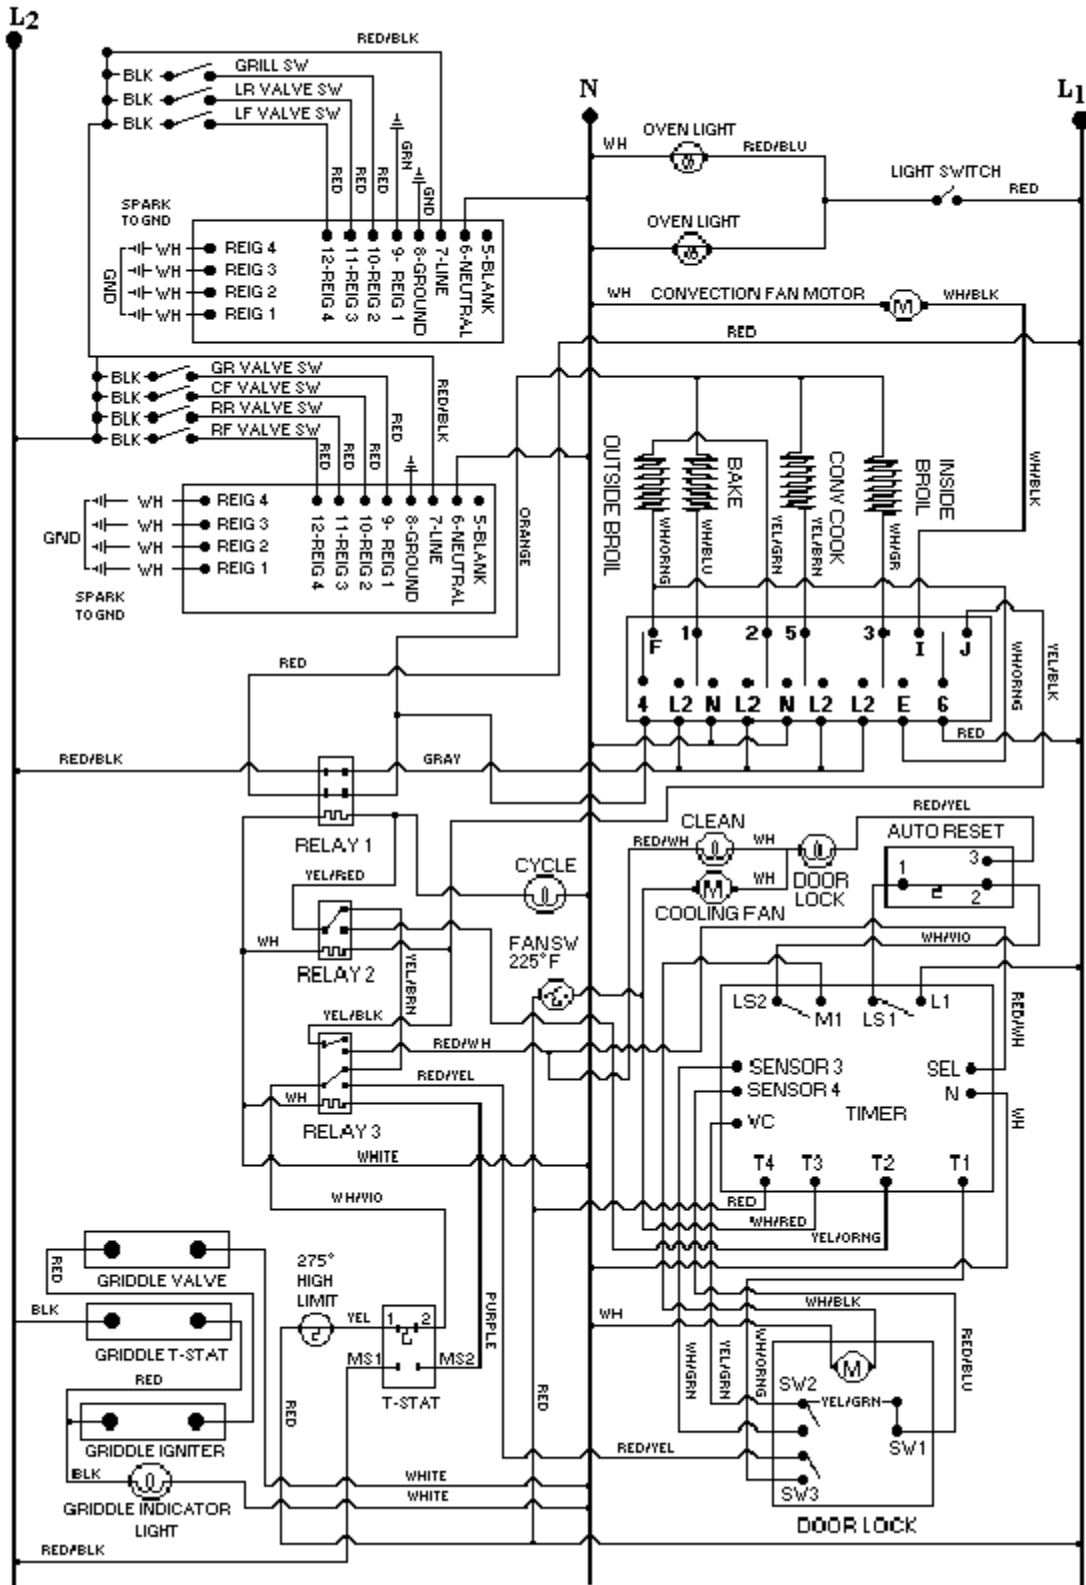 L2
RED/BLK
BLK GRILL SW
BLK LR VALVE SW
BLK LF VALVE SW
RED
RED
RED
GRN
GND
SPARK
TO GND
WH REIG 4
WH REIG 3
WH REIG 2
WH REIG 1
GND
12-REIG 4
11-REIG 3
10-REIG 2
9- REIG 1
8-GROUND
7-LINE
6-NEUTRAL
5-BLANK
BLK GR VALVE SW
BLK CF VALVE SW
BLK RR VALVE SW
BLK RF VALVE SW
RED
RED
RED
RED/BLK
WH REIG 4
WH REIG 3
WH REIG 2
WH REIG 1
GND
SPARK
TO GND
12-REIG 4
11-REIG 3
10-REIG 2
9- REIG 1
8-GROUND
7-LINE
6-NEUTRAL
5-BLANK
N
L1
OVEN LIGHT
WH
RED/BLU
LIGHT SWITCH
RED
OVEN LIGHT
WH CONVECTION FAN MOTOR M WH/BLK
RED
ORANGE
OUTSIDE BROIL
BAKE
CONV COOK
INSIDE
BROIL
WH/BLK
WH/ORNG
WH/BLU
YEL/GRN
YEL/BRN
WH/GR
F 1 2 5 3 I J
4 L2 N L2 N L2 L2 E 6
WH/ORNG
YEL/BLK
RED
RED
RED/BLK
GRAY
RELAY 1
YEL/RED
CYCLE
WH
RELAY 2
YEL/BRN
FAN SW
225°F
YEL/BLK
RED/WH
RED/YEL
WH
RELAY 3
WHITE
WH/VIO
CLEAN
RED/WH
WH
M
WH
COOLING FAN
DOOR
LOCK
RED/YEL
AUTO RESET
1
3
2
WH/VIO
LS2
M1
LS1
L1
RED/WH
SENSOR 3
SENSOR 4
VC
SEL
N
TIMER
WH
T4 T3 T2 T1
RED
WH/RED
YEL/ORNG
GRIDDLE VALVE
RED
BLK
GRIDDLE T-STAT
RED
GRIDDLE IGNITER
BLK
GRIDDLE INDICATOR
LIGHT
RED/BLK
275°
HIGH
LIMIT
YEL
1 2
MS1
MS2
T-STAT
PURPLE
RED
RED
WHITE
WHITE
WH
WH/BLK
WH/GRN
YEL/GRN
WH/ORNG
RED/BLU
M
SW2
YEL/GRN
SW1
RED/YEL
SW3
DOOR LOCK